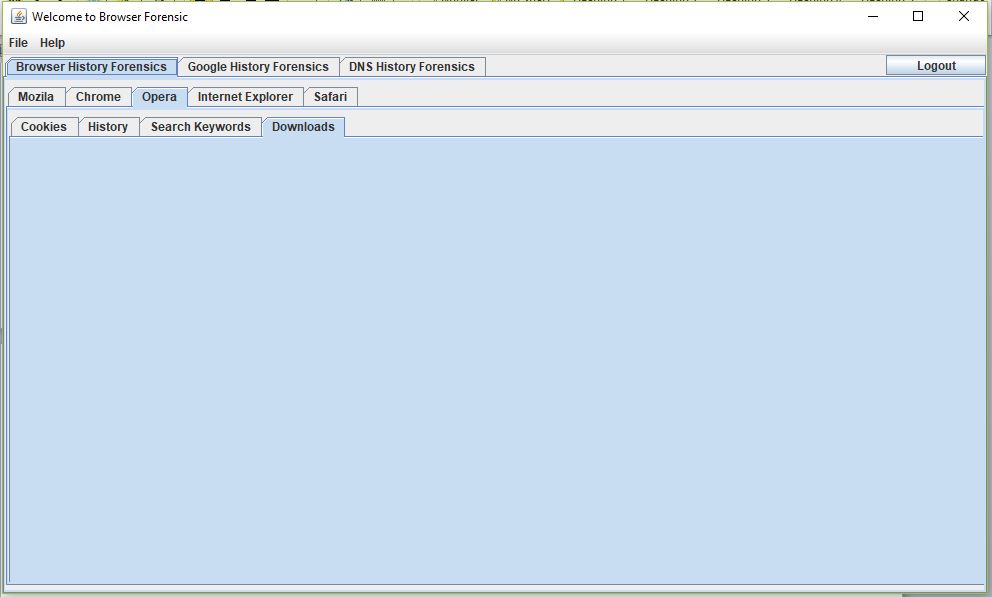 Welcome to Browser Forensic
File Help
Browser History Forensics Google History Forensics DNS History Forensics Logout
Mozila Chrome Opera Internet Explorer Safari
Cookies History Search Keywords Downloads